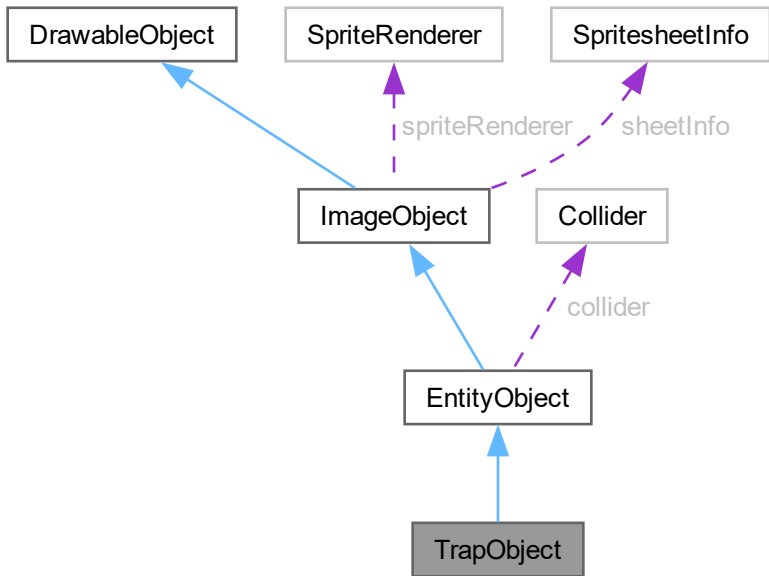 DrawableObject
SpriteRenderer
SpritesheetInfo
spriteRenderer
sheetInfo
ImageObject
Collider
collider
EntityObject
TrapObject